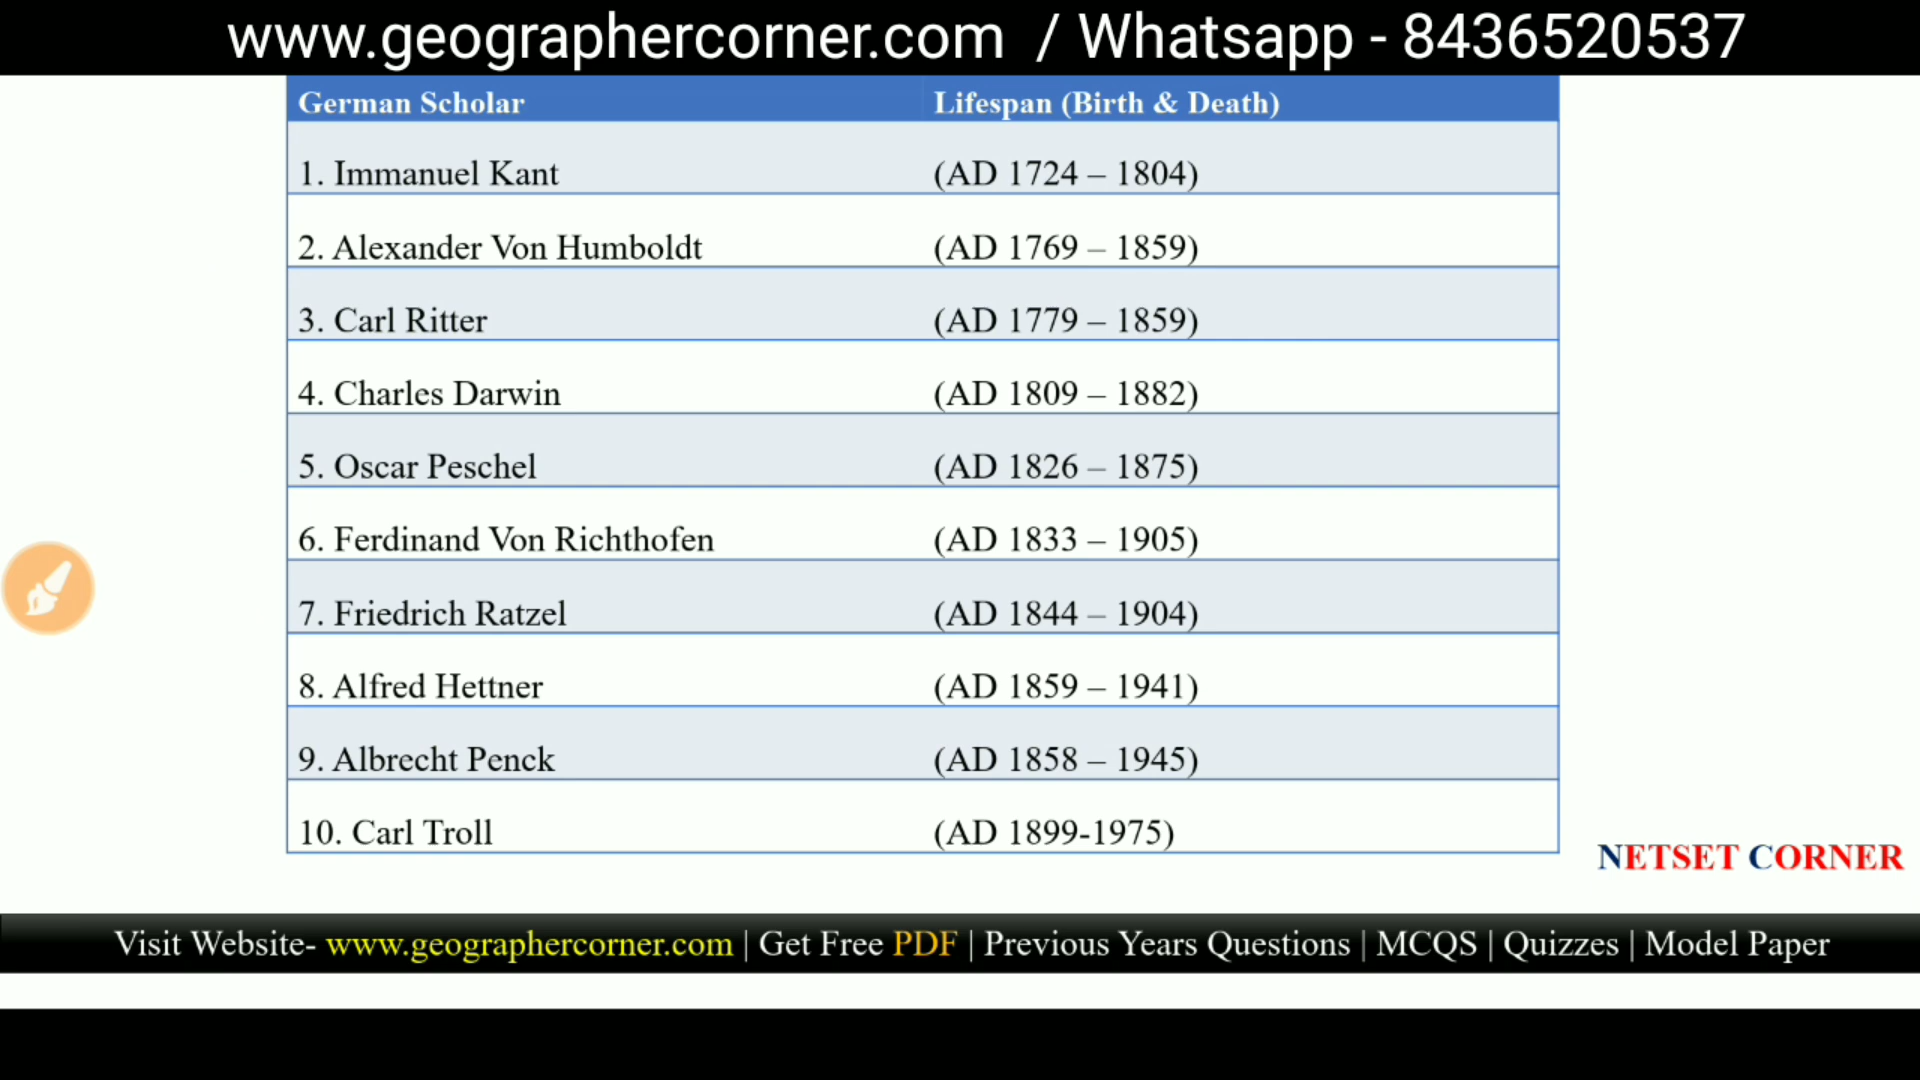 www.geographercorner.com / Whatsapp - 8436520537
German Scholar Lifespan (Birth & Death)
1. Immanuel Kant (AD 1724 – 1804)
2. Alexander Von Humboldt (AD 1769 – 1859)
3. Carl Ritter (AD 1779 – 1859)
4. Charles Darwin (AD 1809 – 1882)
5. Oscar Peschel (AD 1826 – 1875)
6. Ferdinand Von Richthofen (AD 1833 – 1905)
7. Friedrich Ratzel (AD 1844 – 1904)
8. Alfred Hettner (AD 1859 – 1941)
9. Albrecht Penck (AD 1858 – 1945)
10. Carl Troll (AD 1899-1975)
NETSET CORNER
Visit Website- www.geographercorner.com | Get Free PDF | Previous Years Questions | MCQS | Quizzes | Model Paper